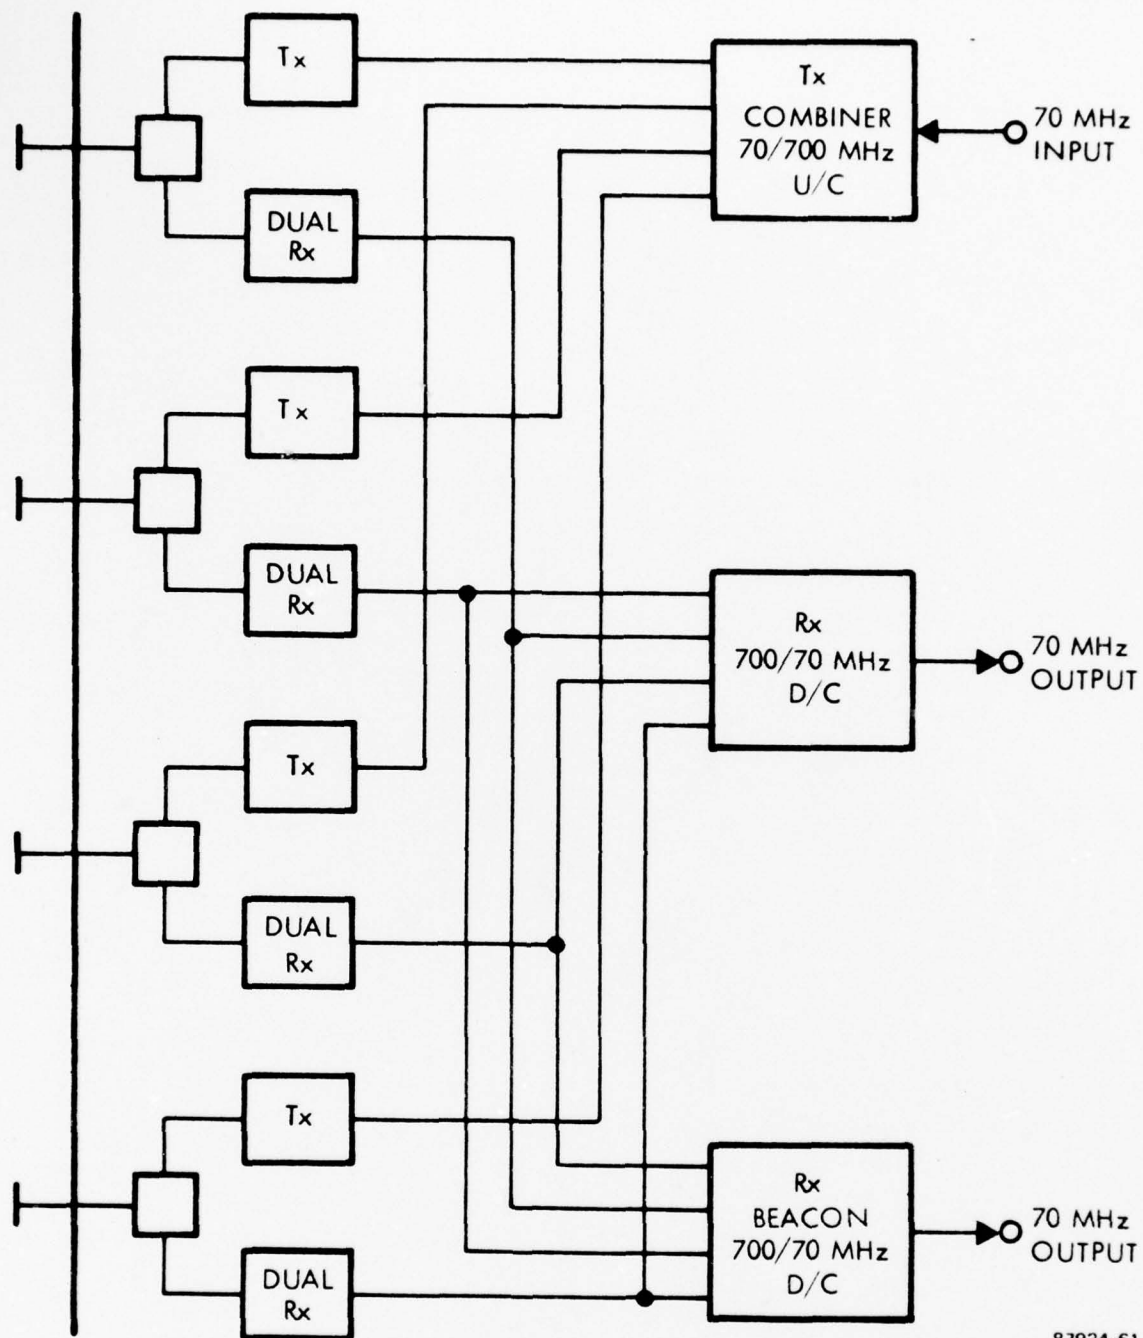 Tx
Tx
COMBINER
70/700 MHz
U/C
70 MHz
INPUT
DUAL
Rx
Tx
DUAL
Rx
Rx
700/70 MHz
D/C
70 MHz
OUTPUT
Tx
DUAL
Rx
Tx
Rx
BEACON
700/70 MHz
D/C
70 MHz
OUTPUT
DUAL
Rx